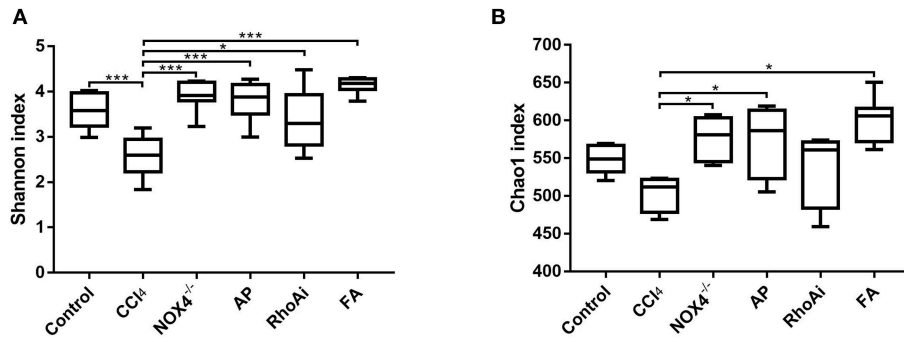 A
Shannon index
5
4
3
2
1
0
***
*
***
***
***
Control
CCl₄
NOX4⁻/⁻
AP
RhoAi
FA
B
Chao1 index
700
650
600
550
500
450
400
*
*
*
Control
CCl₄
NOX4⁻/⁻
AP
RhoAi
FA